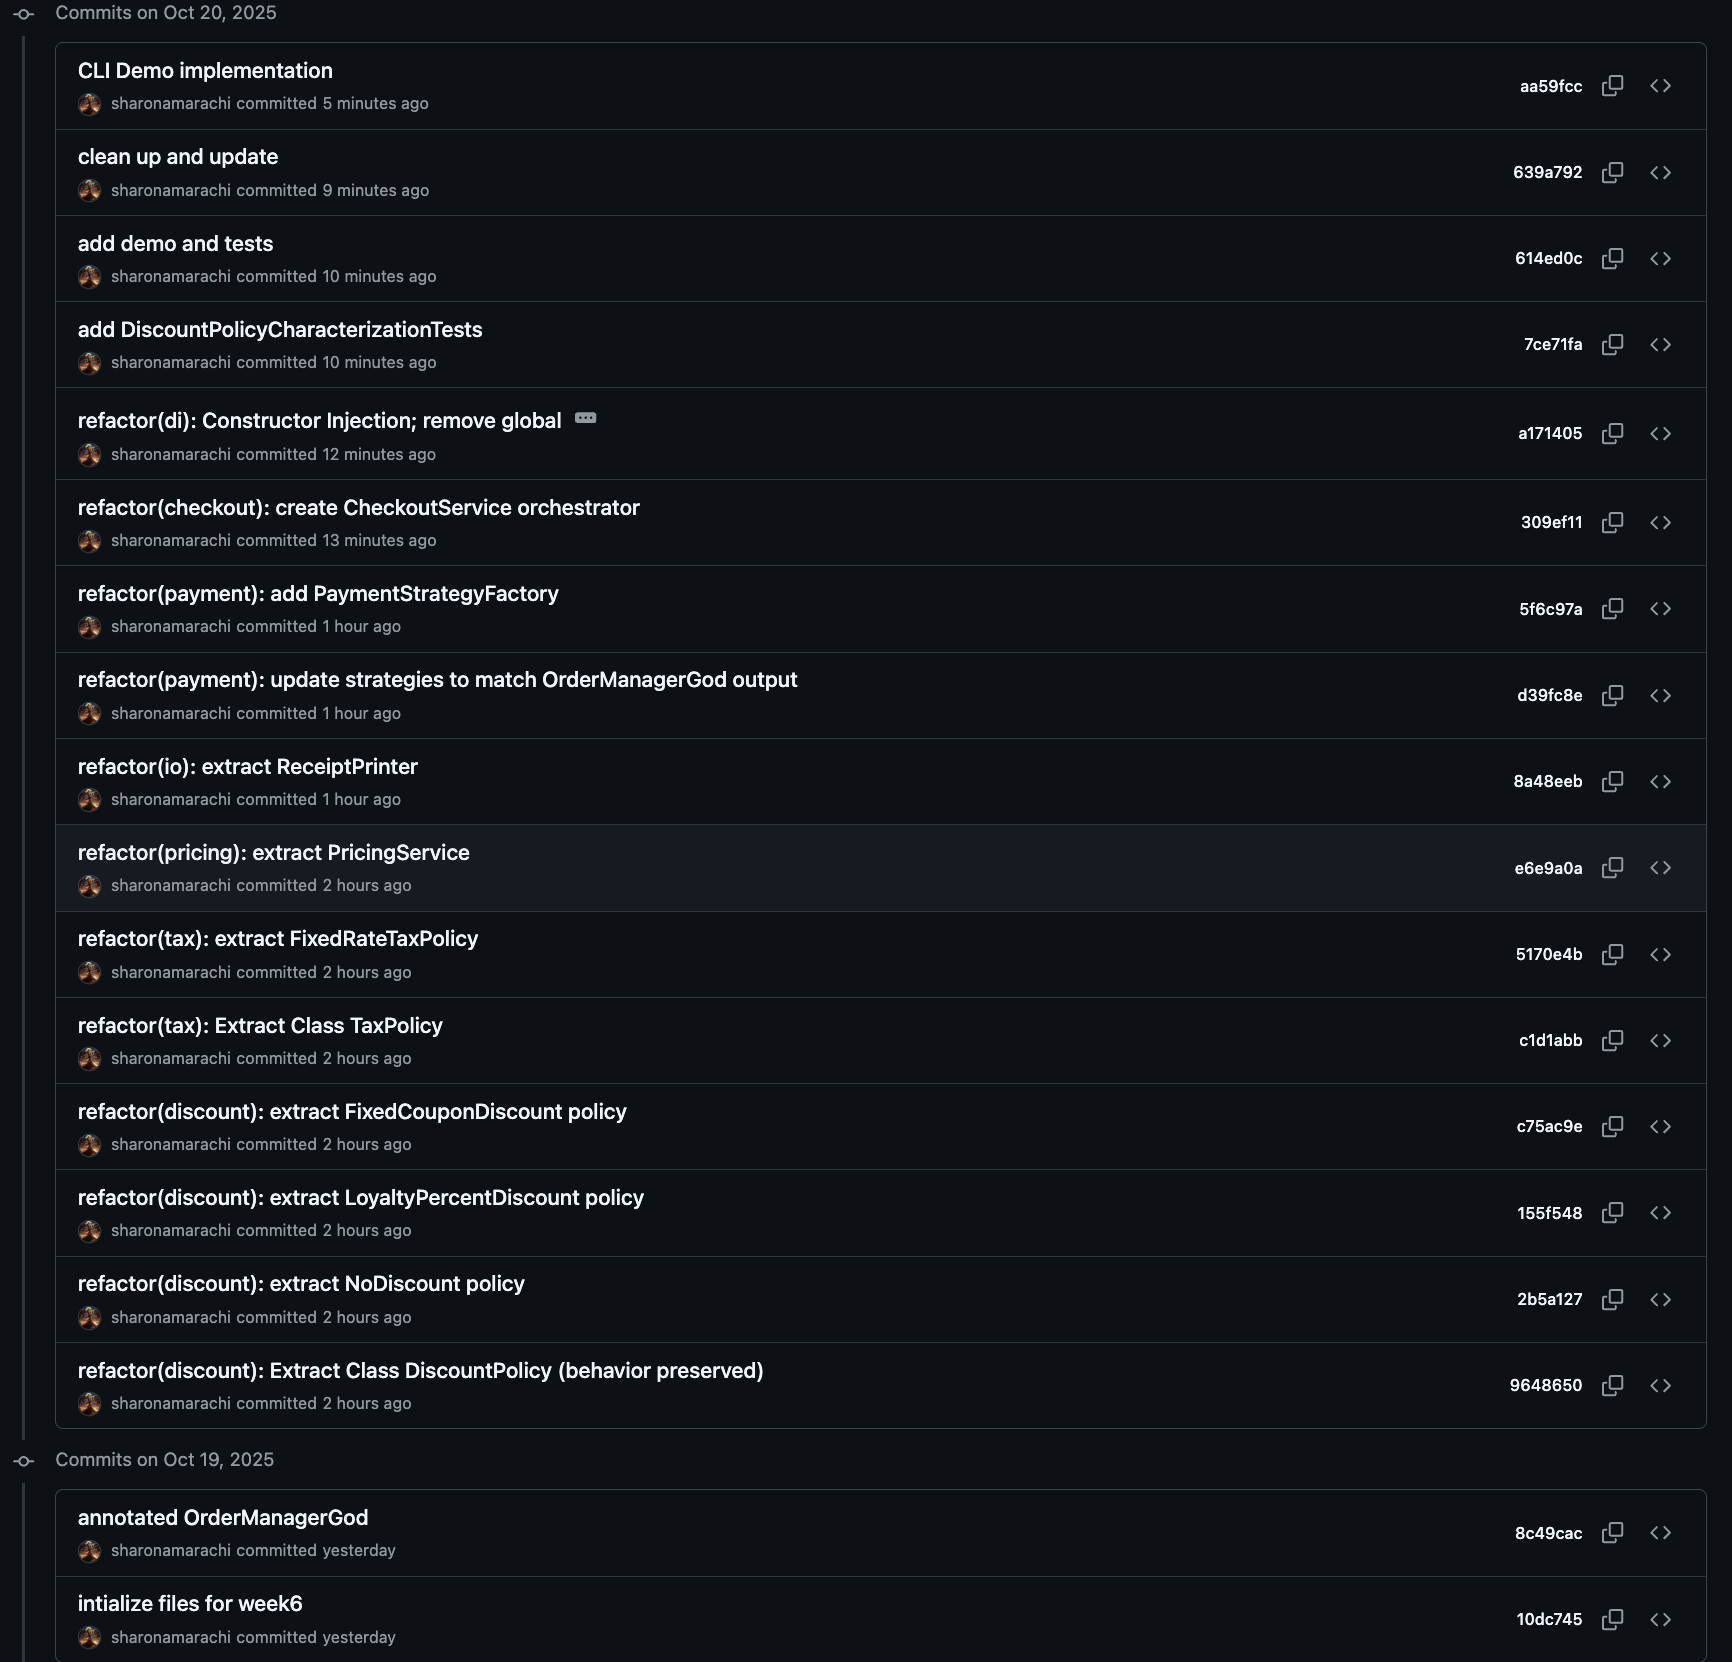 Commits on Oct 20, 2025
CLI Demo implementation
sharonamarachi committed 5 minutes ago
aa59fcc
clean up and update
sharonamarachi committed 9 minutes ago
639a792
add demo and tests
sharonamarachi committed 10 minutes ago
614ed0c
add DiscountPolicyCharacterizationTests
sharonamarachi committed 10 minutes ago
7ce71fa
refactor(di): Constructor Injection; remove global
sharonamarachi committed 12 minutes ago
a171405
refactor(checkout): create CheckoutService orchestrator
sharonamarachi committed 13 minutes ago
309ef11
refactor(payment): add PaymentStrategyFactory
sharonamarachi committed 1 hour ago
5f6c97a
refactor(payment): update strategies to match OrderManagerGod output
sharonamarachi committed 1 hour ago
d39fc8e
refactor(io): extract ReceiptPrinter
sharonamarachi committed 1 hour ago
8a48eeb
refactor(pricing): extract PricingService
sharonamarachi committed 2 hours ago
e6e9a0a
refactor(tax): extract FixedRateTaxPolicy
sharonamarachi committed 2 hours ago
5170e4b
refactor(tax): Extract Class TaxPolicy
sharonamarachi committed 2 hours ago
c1d1abb
refactor(discount): extract FixedCouponDiscount policy
sharonamarachi committed 2 hours ago
c75ac9e
refactor(discount): extract LoyaltyPercentDiscount policy
sharonamarachi committed 2 hours ago
155f548
refactor(discount): extract NoDiscount policy
sharonamarachi committed 2 hours ago
2b5a127
refactor(discount): Extract Class DiscountPolicy (behavior preserved)
sharonamarachi committed 2 hours ago
9648650
Commits on Oct 19, 2025
annotated OrderManagerGod
sharonamarachi committed yesterday
8c49cac
intialize files for week6
sharonamarachi committed yesterday
10dc745